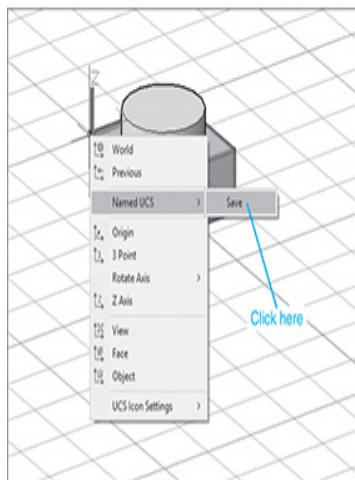 Z
World
Previous
Named UCS
Save
Origin
3 Point
Rotate Axis
Z Axis
View
Face
Object
UCS Icon Settings
Click here